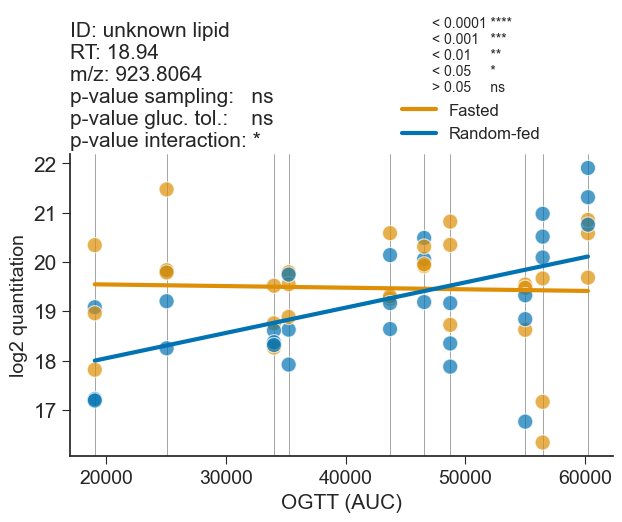 ID: unknown lipid
RT: 18.94
m/z: 923.8064
p-value sampling: ns
p-value gluc. tol.: ns
p-value interaction: *
< 0.0001 ****
< 0.001 ***
< 0.01 **
< 0.05 *
> 0.05 ns
Fasted
Random-fed
log2 quantitation
22
21
20
19
18
17
20000 30000 40000 50000 60000
OGTT (AUC)